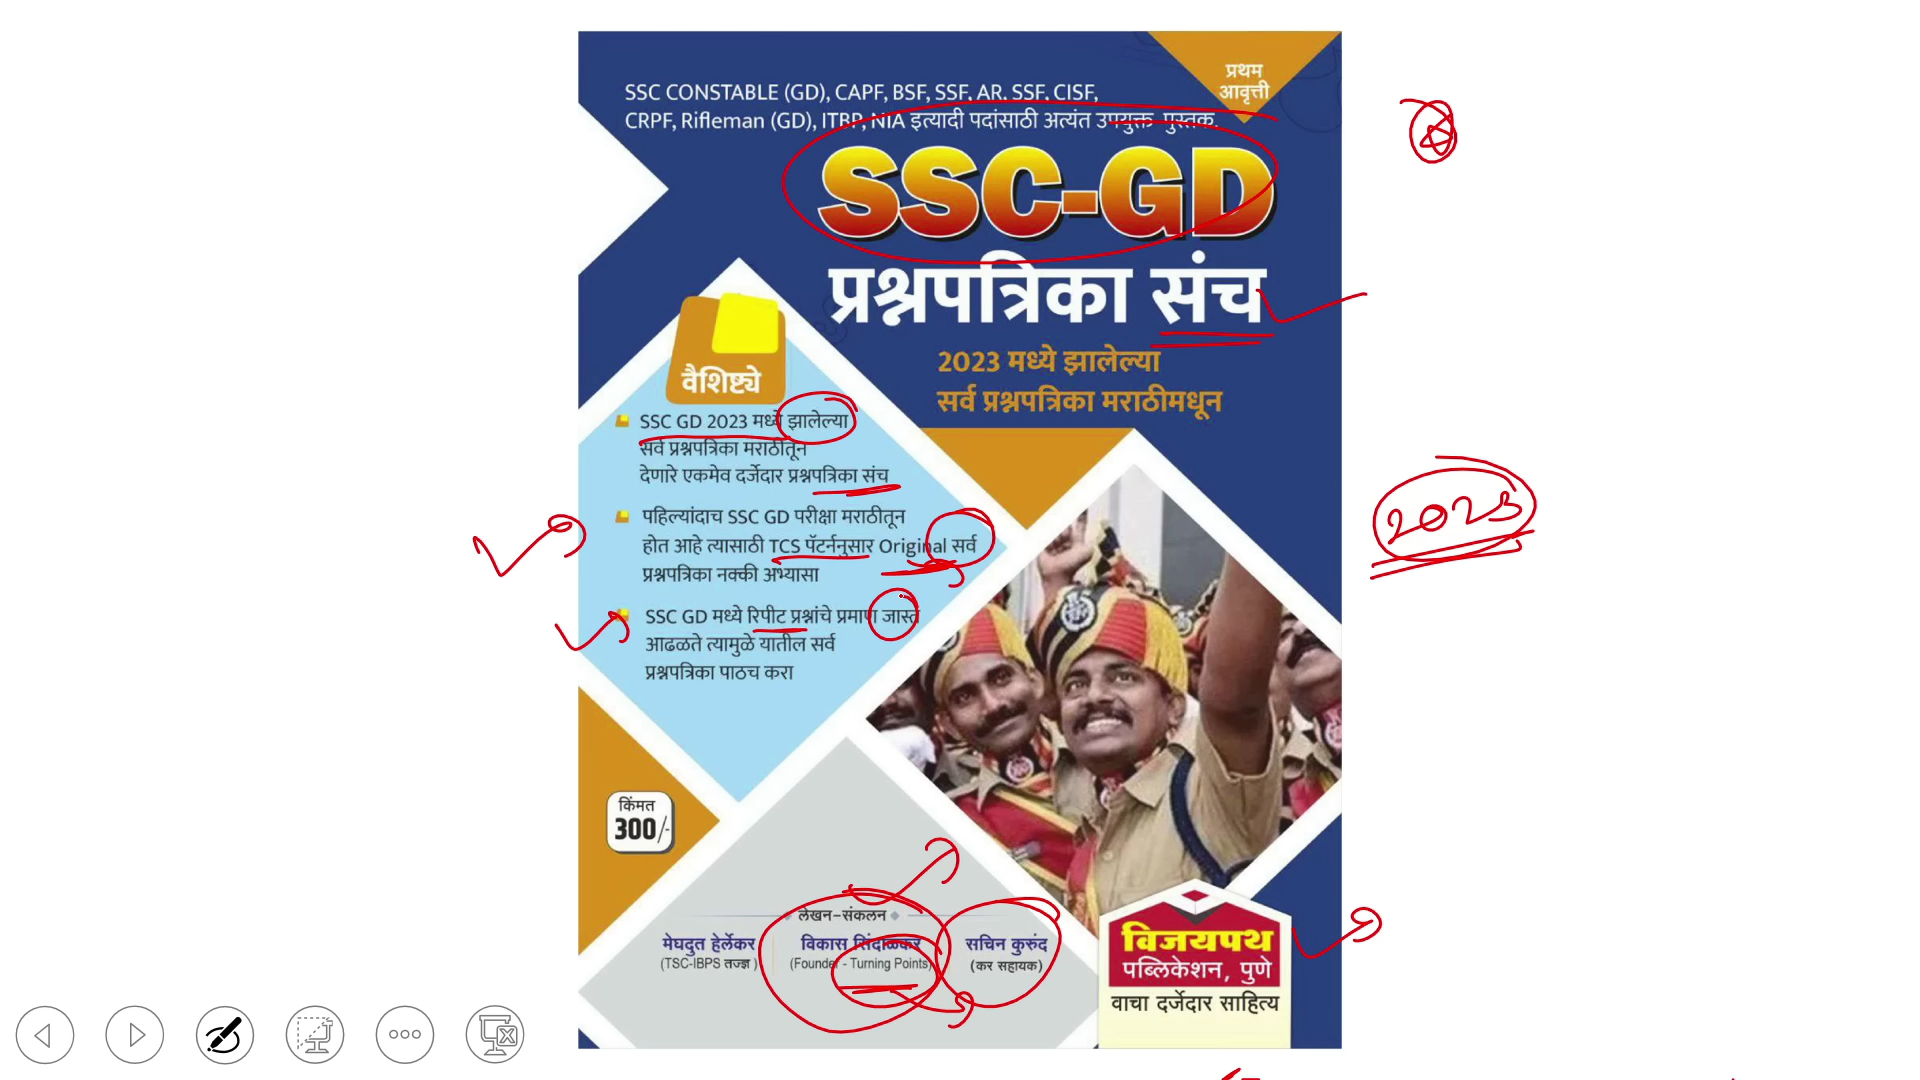 SSC CONSTABLE (GD), CAPF, BSF, SSF, AR, SSF, CISF,
CRPF, Rifleman (GD), ITBP, NIA इत्यादी पदांसाठी अत्यंत उपयुक्त पुस्तक.
प्रथम
आवृत्ती
SSC-GD
प्रश्नपत्रिका संच
2023 मध्ये झालेल्या
सर्व प्रश्नपत्रिका मराठीमधून
वैशिष्ट्ये
SSC GD 2023 मध्ये झालेल्या
सर्व प्रश्नपत्रिका मराठीतून
देणारे एकमेव दर्जेदार प्रश्नपत्रिका संच
पहिल्यांदाच SSC GD परीक्षा मराठीतून
होत आहे त्यासाठी TCS पॅटर्ननुसार Original सर्व
प्रश्नपत्रिका नक्की अभ्यासा
SSC GD मध्ये रिपीट प्रश्नांचे प्रमाण जास्त
आढळते त्यामुळे यातील सर्व
प्रश्नपत्रिका पाठच करा
2023
किंमत
300/-
लेखन-संकलन
मेघदुत हेर्लेकर
(TSC-IBPS तज्ज्ञ)
विकास सिंदाळकर
(Founder - Turning Points)
सचिन कुरुंद
(कर सहायक)
विजयपथ
पब्लिकेशन, पुणे
वाचा दर्जेदार साहित्य